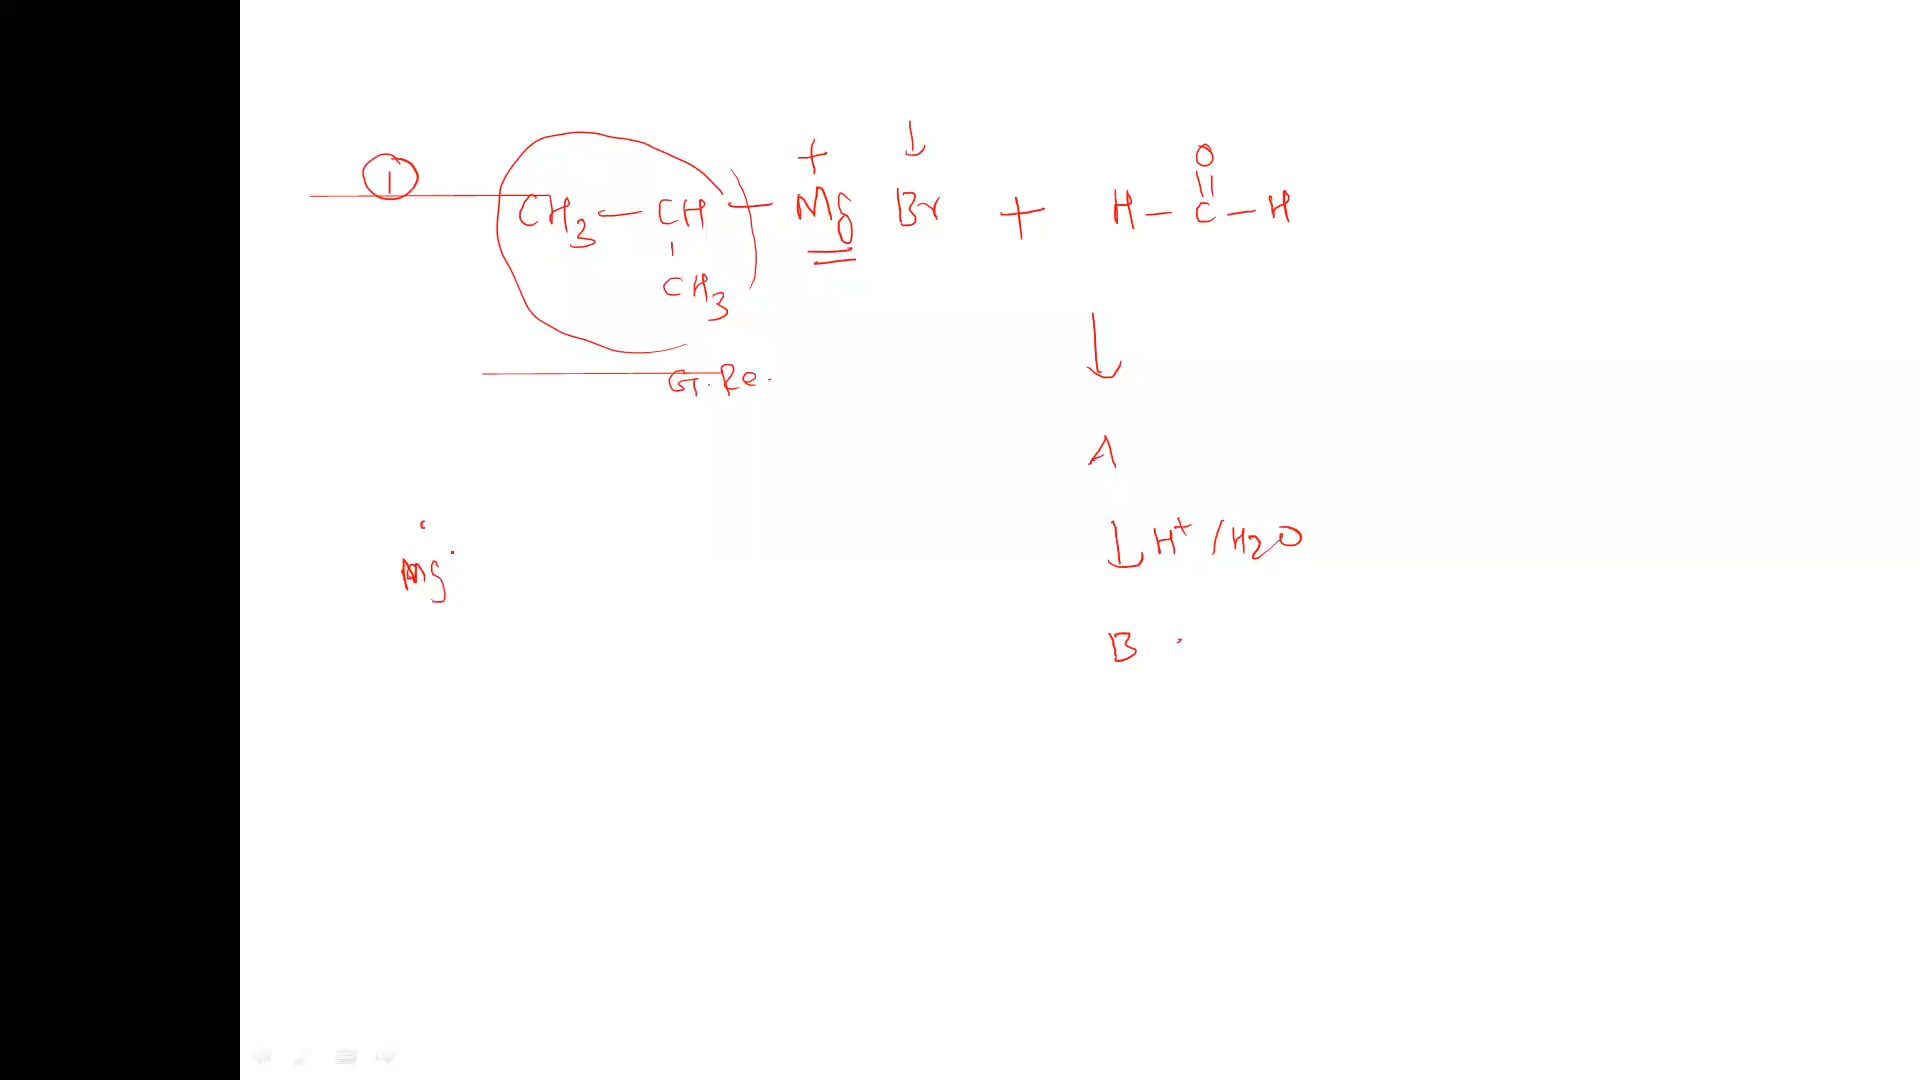 ①
+ ↓ O
CH3 — CH — Mg Br + H — C — H
CH3
G.Re.
↓
A
↓ H+ /H2O
Mg
B